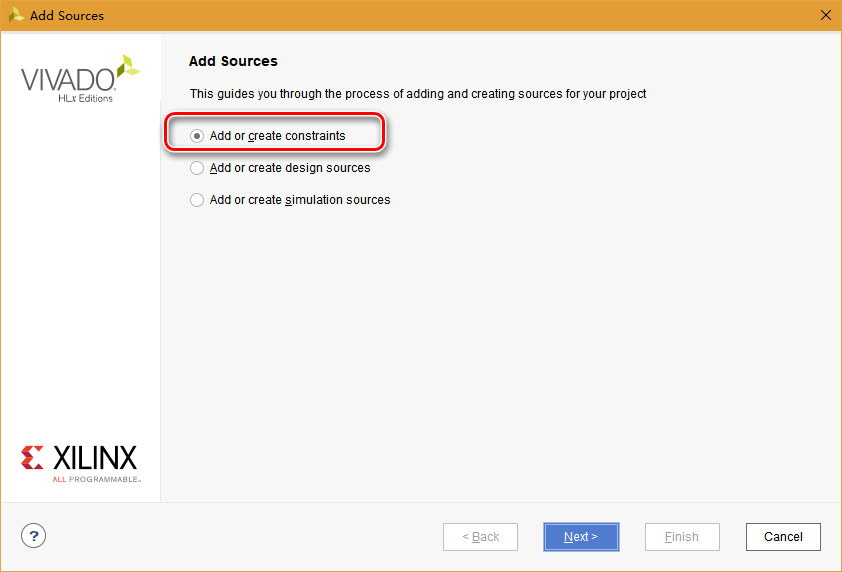 Add Sources
VIVADO
HLx Editions
Add Sources
This guides you through the process of adding and creating sources for your project
Add or create constraints
Add or create design sources
Add or create simulation sources
XILINX
ALL PROGRAMMABLE™
?
< Back
Next >
Finish
Cancel